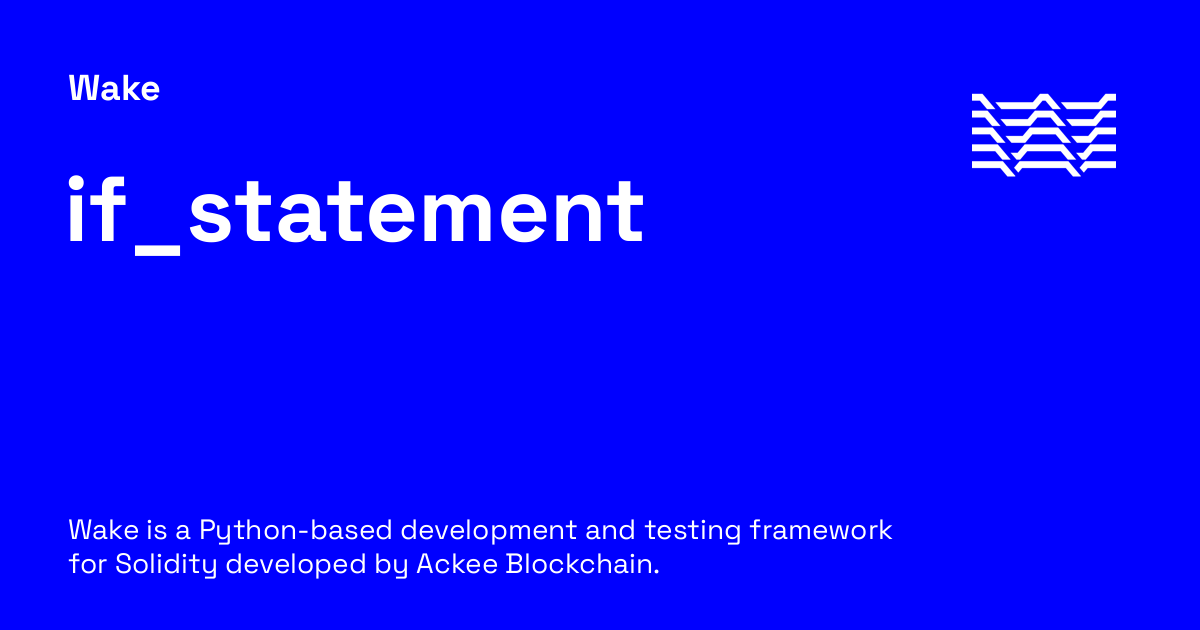 Wake
if_statement
Wake is a Python-based development and testing framework
for Solidity developed by Ackee Blockchain.